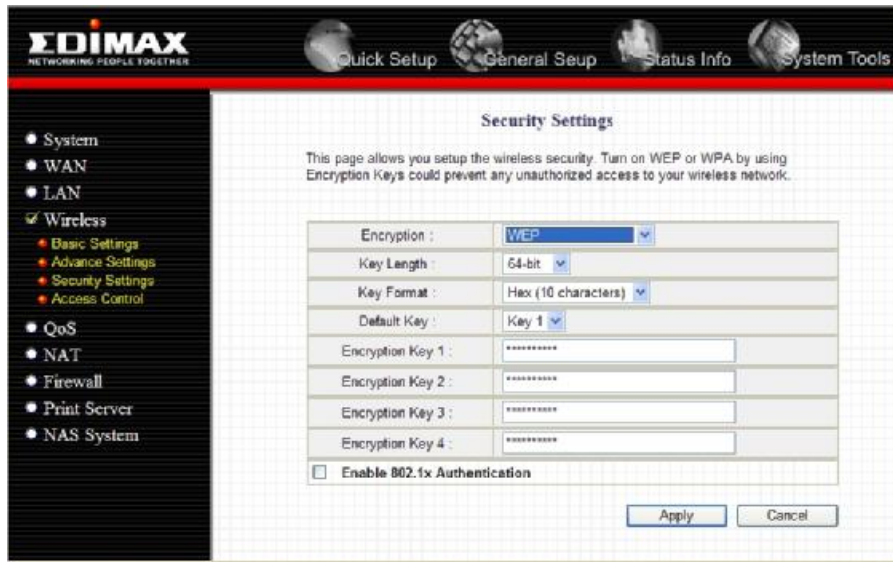 EDIMAX
NETWORKING PEOPLE TOGETHER
Quick Setup
General Seup
Status Info
System Tools
System
WAN
LAN
Wireless
Basic Settings
Advance Settings
Security Settings
Access Control
QoS
NAT
Firewall
Print Server
NAS System
Security Settings
This page allows you setup the wireless security. Turn on WEP or WPA by using
Encryption Keys could prevent any unauthorized access to your wireless network.
Encryption : WEP
Key Length : 64-bit
Key Format : Hex (10 characters)
Default Key : Key 1
Encryption Key 1 : **********
Encryption Key 2 : **********
Encryption Key 3 : **********
Encryption Key 4 : **********
Enable 802.1x Authentication
Apply Cancel